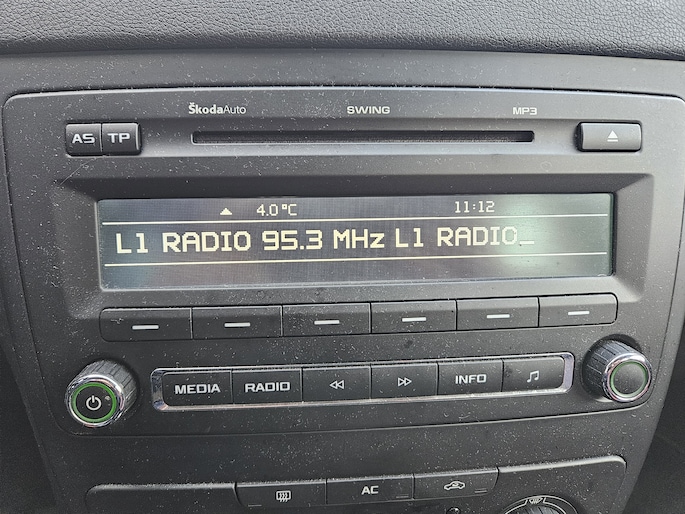 ŠkodaAuto SWING MP3
AS TP
4.0°C 11:12
L1 RADIO 95.3 MHz L1 RADIO_
MEDIA RADIO INFO
AC